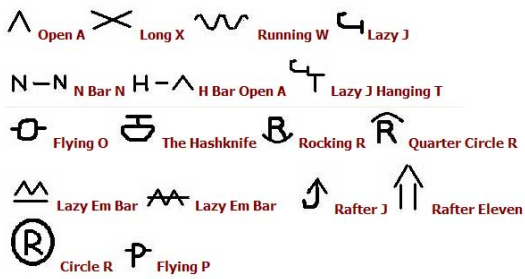 Open A Long X Running W Lazy J
N-N N Bar N H-Λ H Bar Open A Lazy J Hanging T
Flying O The Hashknife R Rocking R R Quarter Circle R
Lazy Em Bar Lazy Em Bar J Rafter J Rafter Eleven
R Circle R P Flying P